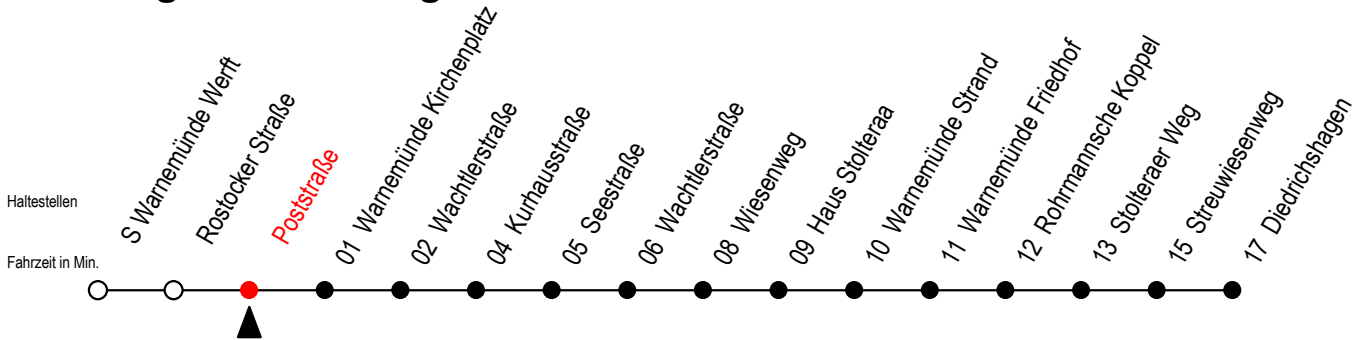 Haltestellen
Fahrzeit in Min.
S Warnemünde Werft
Rostocker Straße
Poststraße
01 Warnemünde Kirchenplatz
02 Wachtlerstraße
04 Kurhausstraße
05 Seestraße
06 Wachtlerstraße
08 Wiesenweg
09 Haus Stolteraa
10 Warnemünde Strand
11 Warnemünde Friedhof
12 Rohrmannsche Koppel
13 Stolteraer Weg
15 Streuwiesenweg
17 Diedrichshagen